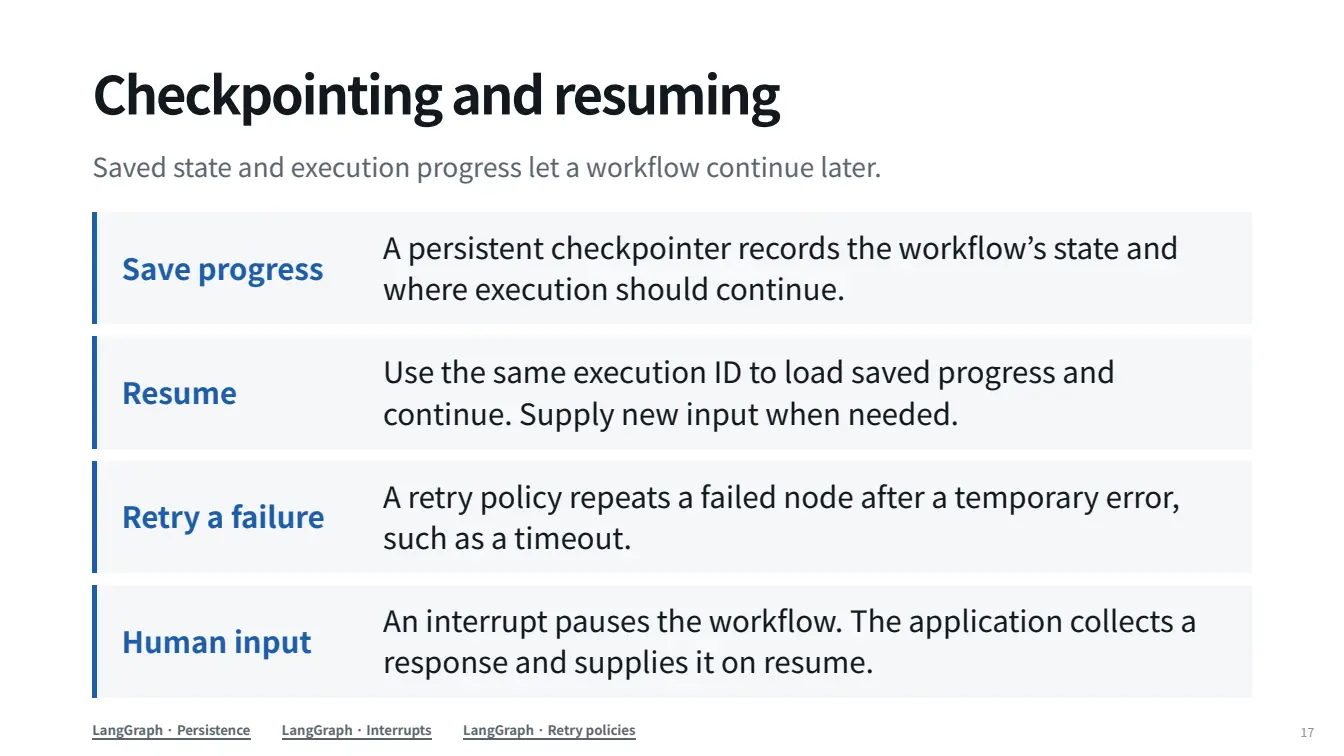 Checkpointing and resuming
Saved state and execution progress let a workflow continue later.
Save progress
A persistent checkpointer records the workflow’s state and
where execution should continue.
Resume
Use the same execution ID to load saved progress and
continue. Supply new input when needed.
Retry a failure
A retry policy repeats a failed node after a temporary error,
such as a timeout.
Human input
An interrupt pauses the workflow. The application collects a
response and supplies it on resume.
LangGraph · Persistence LangGraph · Interrupts LangGraph · Retry policies
17